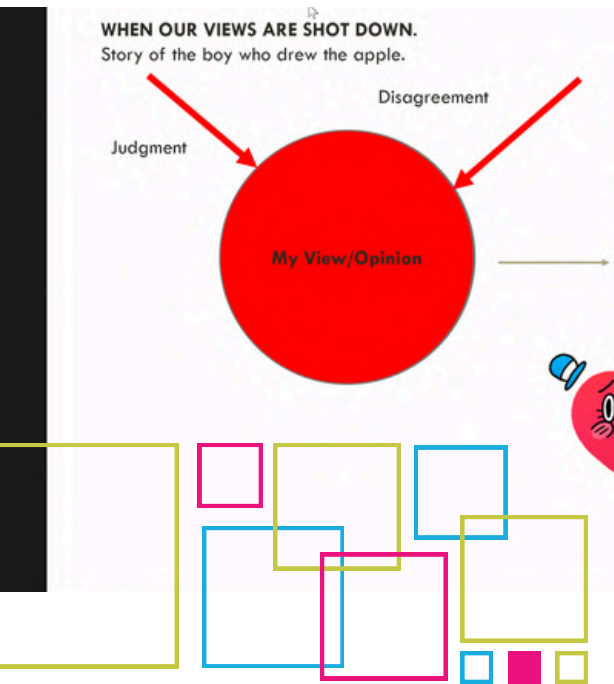 WHEN OUR VIEWS ARE SHOT DOWN.
Story of the boy who drew the apple.
Disagreement
Judgment
My View/Opinion